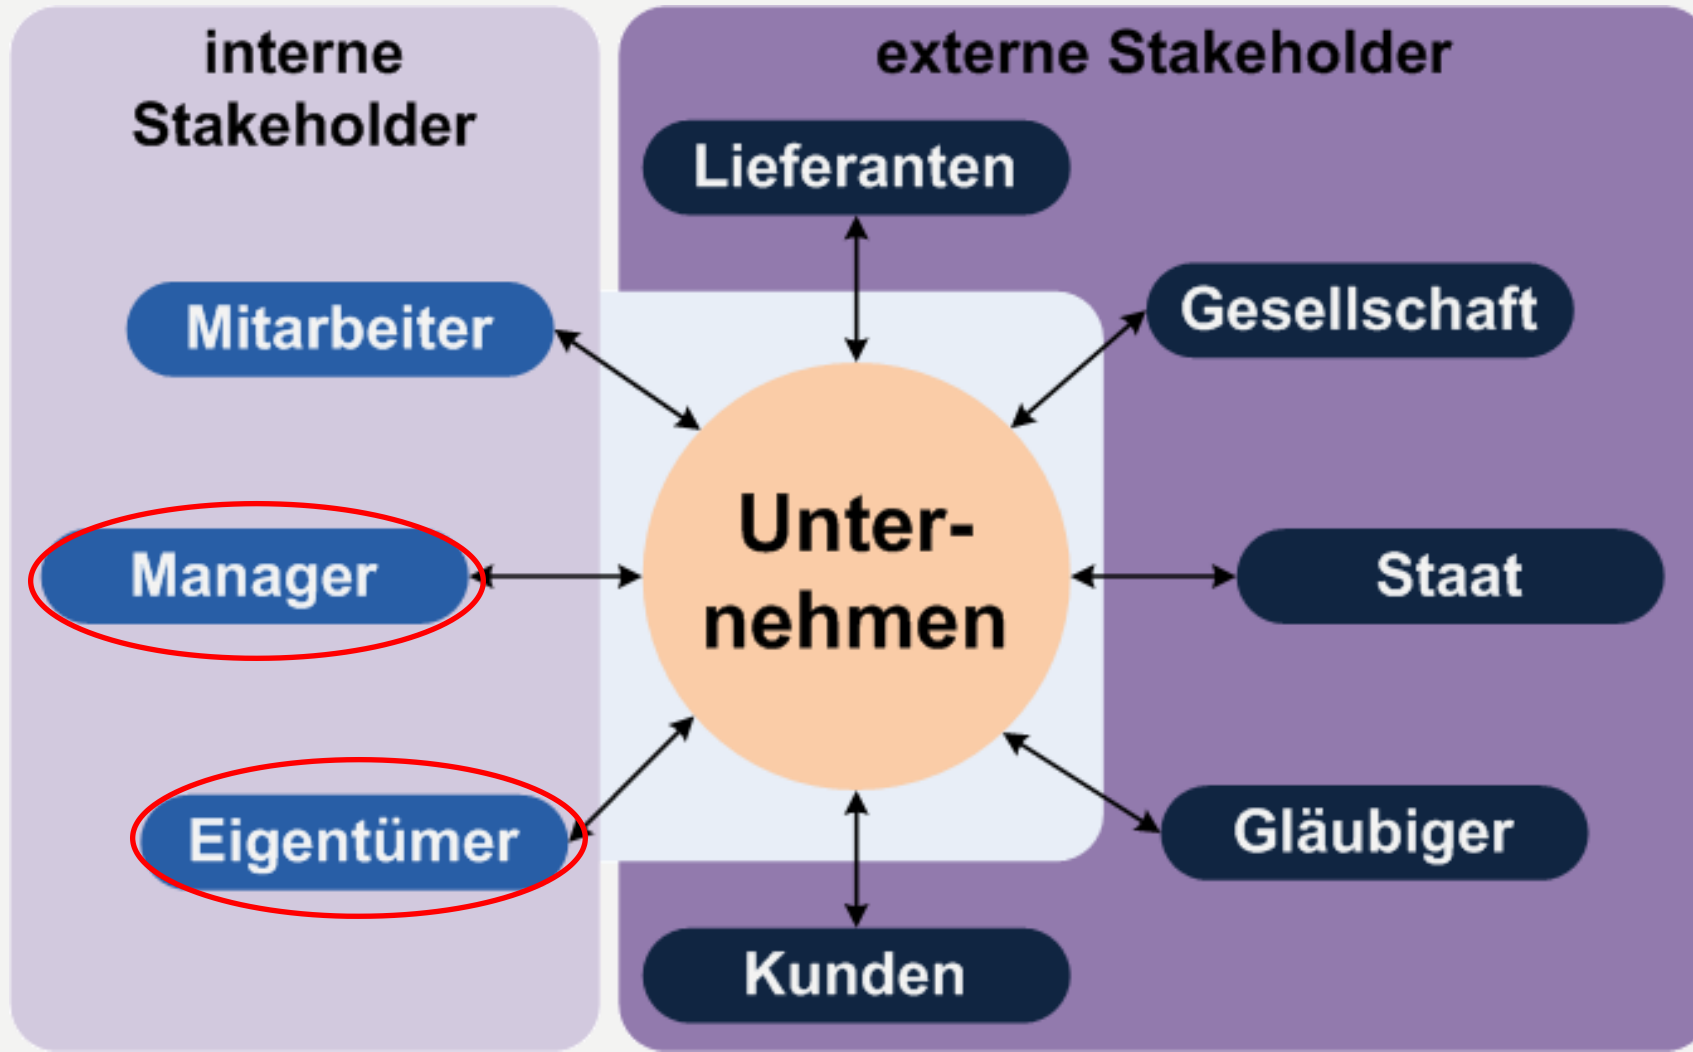 interne
Stakeholder
externe Stakeholder
Lieferanten
Mitarbeiter
Gesellschaft
Unter-
nehmen
Manager
Staat
Eigentümer
Gläubiger
Kunden